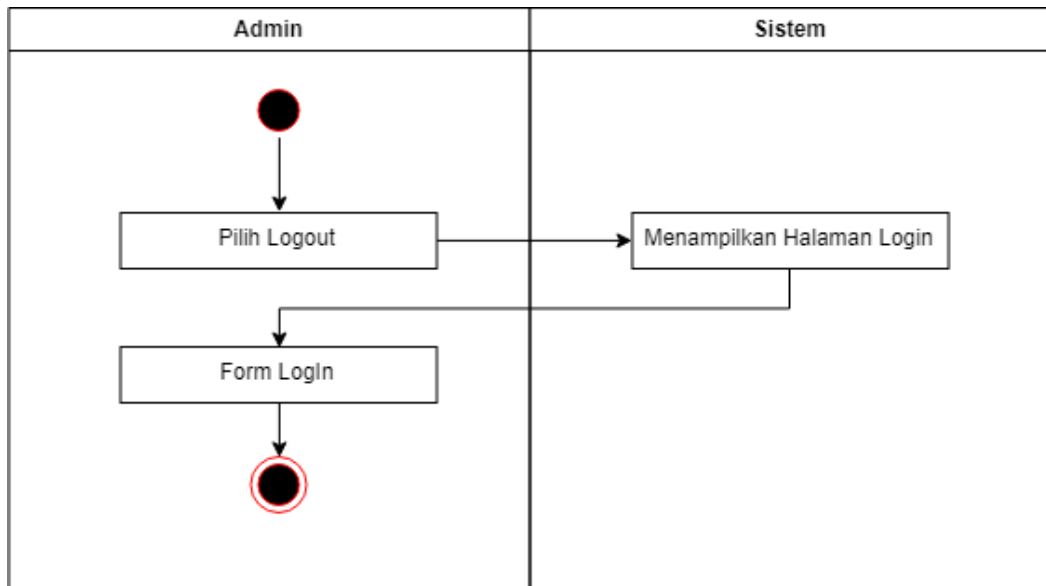 Admin
Sistem
Pilih Logout
Menampilkan Halaman Login
Form LogIn